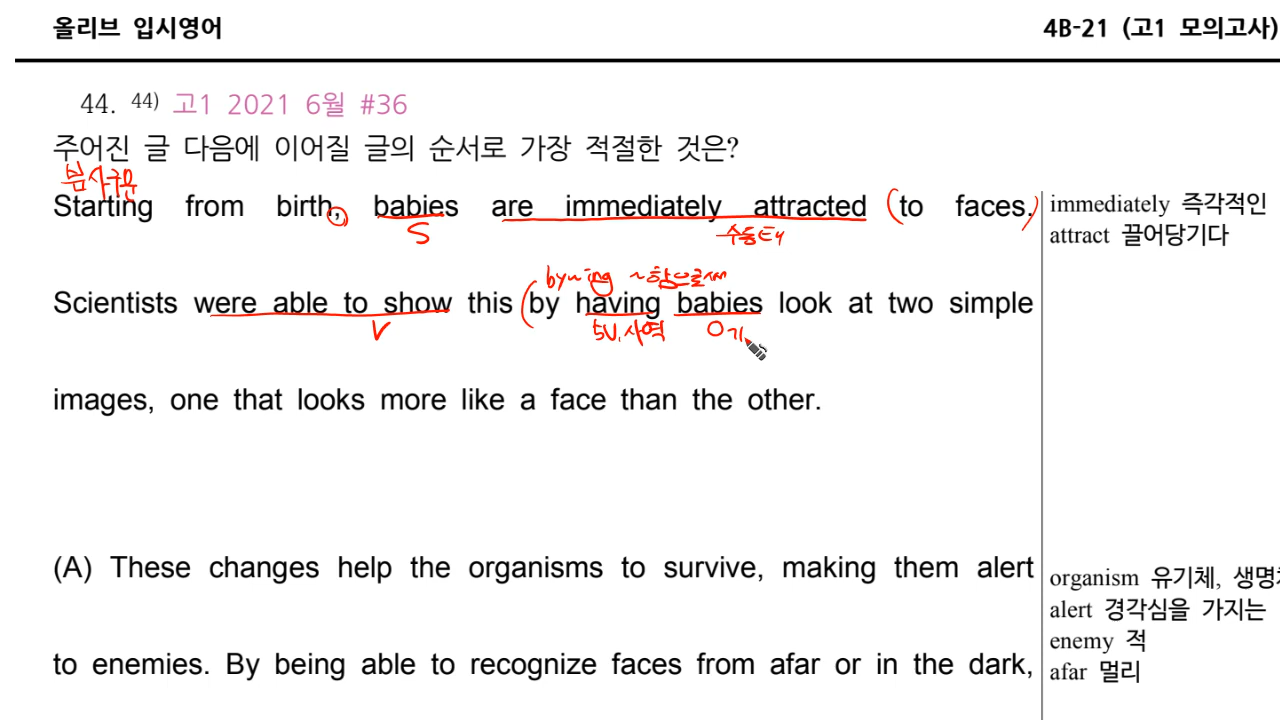 올리브 입시영어 4B-21 (고1 모의고사)
44. 44) 고1 2021 6월 #36
주어진 글 다음에 이어질 글의 순서로 가장 적절한 것은?
분사구문
Starting from birth, babies are immediately attracted (to faces.) immediately 즉각적인
S 수동태 attract 끌어당기다
by~ing ~함으로써
Scientists were able to show this (by having babies look at two simple
V 5V.사역 O
images, one that looks more like a face than the other.
(A) These changes help the organisms to survive, making them alert organism 유기체,
alert 경각심을 가지는
enemy 적
to enemies. By being able to recognize faces from afar or in the dark, afar 멀리